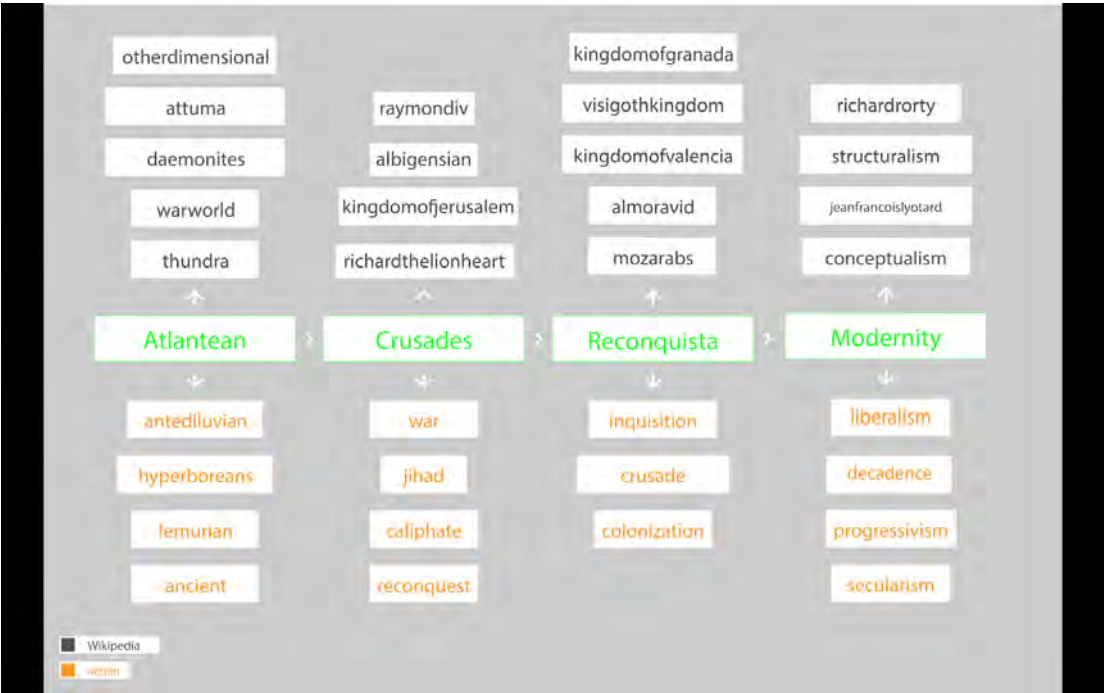 otherdimensional
attuma
daemonites
warworld
thundra
raymondiv
albigensian
kingdomofjerusalem
richardthelionheart
kingdomofgranada
visigothkingdom
kingdomofvalencia
almoravid
mozarabs
richardrorty
structuralism
jeanfrancoislyotard
conceptualism
Atlantean
Crusades
Reconquista
Modernity
antediluvian
hyperboreans
lemurian
ancient
war
jihad
caliphate
reconquest
inquisition
crusade
colonization
liberalism
decadence
progressivism
secularism
Wikipedia